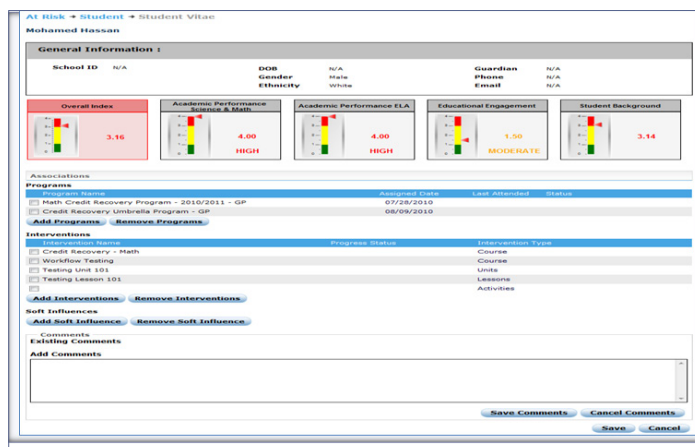 At Risk → Student → Student Vitae
Mohamed Hassan
General Information :
School ID N/A DOB N/A Guardian N/A
Gender Male Phone N/A
Ethnicity White Email N/A
Overall Index
3.16
Academic Performance Science & Math
4.00
HIGH
Academic Performance ELA
4.00
HIGH
Educational Engagement
1.50
MODERATE
Student Background
3.14
Associations
Programs
Program Name Assigned Date Last Attended Status
Math Credit Recovery Program - 2010/2011 - GP 07/28/2010
Credit Recovery Umbrella Program - GP 08/09/2010
Add Programs Remove Programs
Interventions
Intervention Name Progress Status Intervention Type
Credit Recovery - Math Course
Workflow Testing Course
Testing Unit 101 Units
Testing Lesson 101 Lessons
Activities
Add Interventions Remove Interventions
Soft Influences
Add Soft Influence Remove Soft Influence
Comments
Existing Comments
Add Comments
Save Comments Cancel Comments
Save Cancel